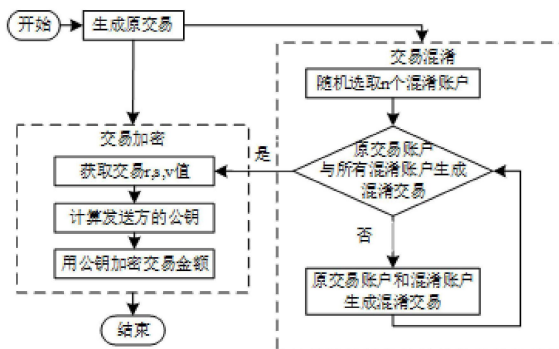 开始
生成原交易
交易混淆
随机选取n个混淆账户
原交易账户
与所有混淆账户生成
混淆交易
是
否
原交易账户和混淆账户
生成混淆交易
交易加密
获取交易r,s,v值
计算发送方的公钥
用公钥加密交易金额
结束